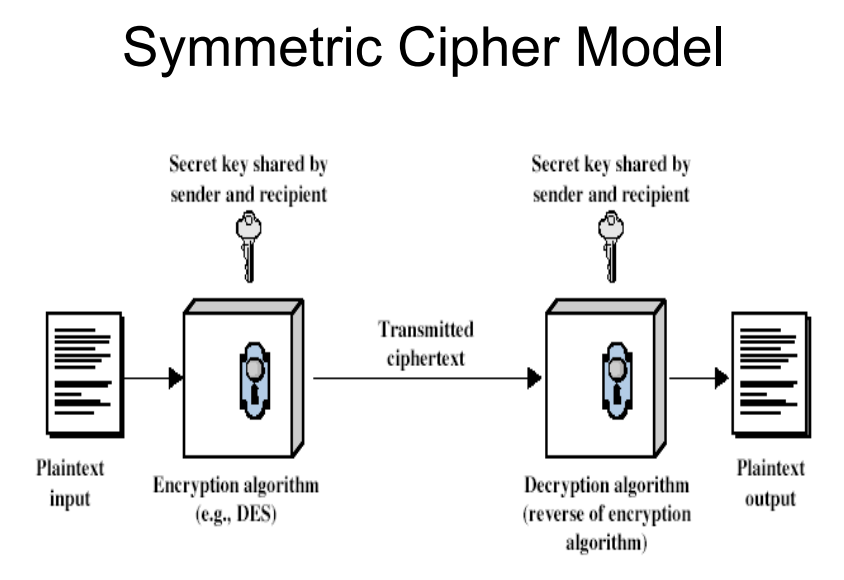 Symmetric Cipher Model
Secret key shared by
sender and recipient
Secret key shared by
sender and recipient
Transmitted
ciphertext
Plaintext
input
Encryption algorithm
(e.g., DES)
Decryption algorithm
(reverse of encryption
algorithm)
Plaintext
output